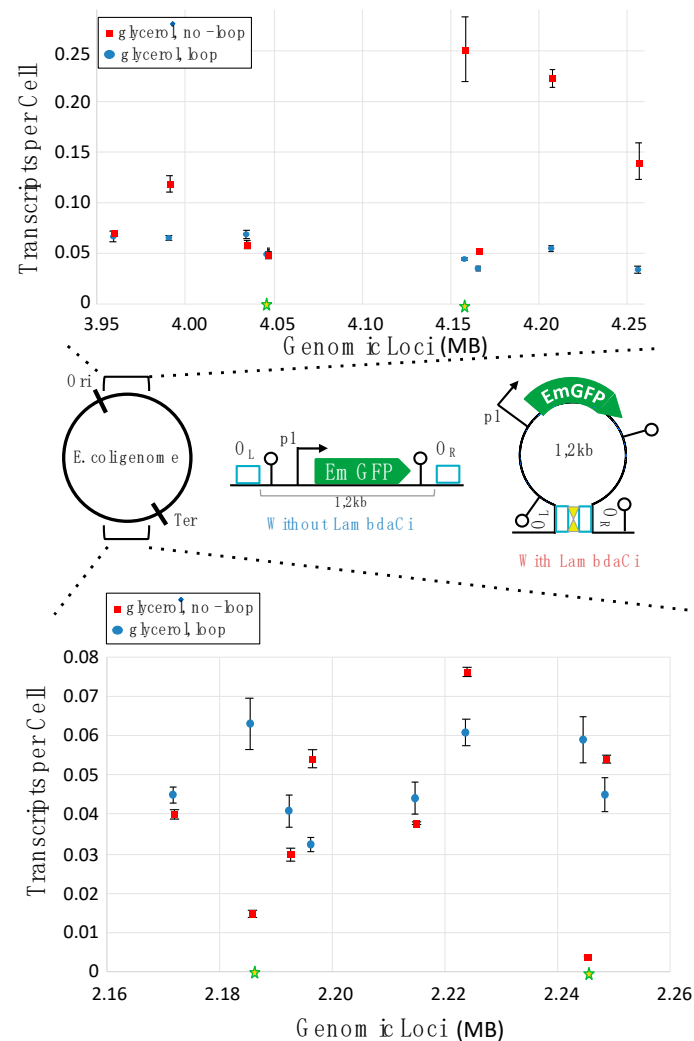 glycerol, no-loop
glycerol, loop
Transcripts per Cell
0.25
0.20
0.15
0.10
0.05
0
3.95
4.00
4.05
4.10
4.15
4.20
4.25
Genomic Loci (MB)
Ori
E.coli genome
Ter
OL
p1
EmGFP
OR
1,2kb
Without LambdaCi
p1
EmGFP
1,2kb
OL
OR
With LambdaCi
glycerol, no-loop
glycerol, loop
Transcripts per Cell
0.08
0.07
0.06
0.05
0.04
0.03
0.02
0.01
0
2.16
2.18
2.20
2.22
2.24
2.26
Genomic Loci (MB)